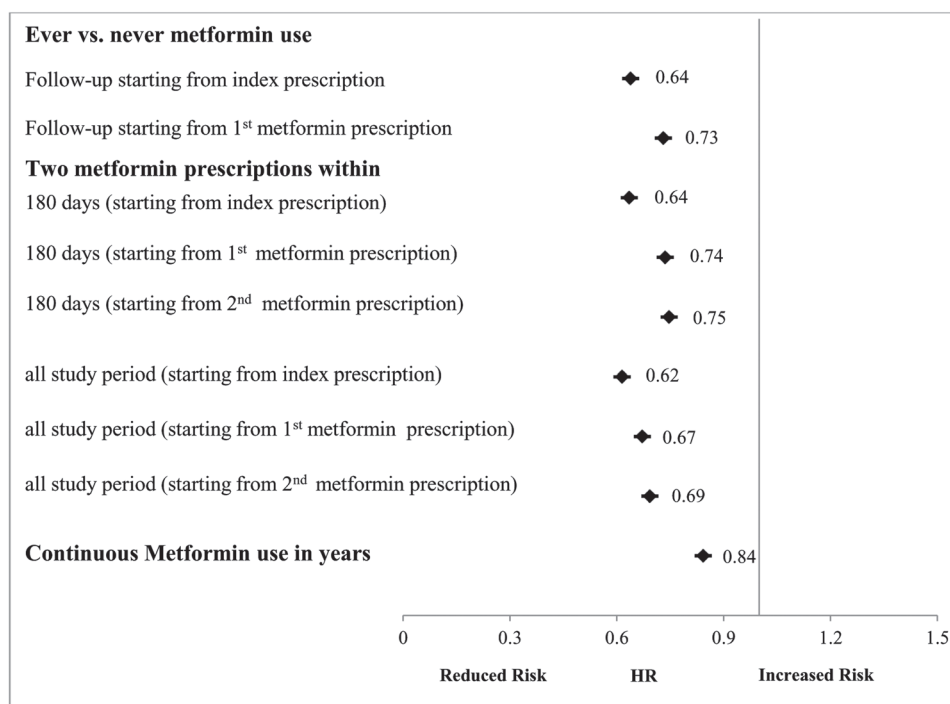 Ever vs. never metformin use
Follow-up starting from index prescription 0.64
Follow-up starting from 1st metformin prescription 0.73
Two metformin prescriptions within
180 days (starting from index prescription) 0.64
180 days (starting from 1st metformin prescription) 0.74
180 days (starting from 2nd metformin prescription) 0.75
all study period (starting from index prescription) 0.62
all study period (starting from 1st metformin prescription) 0.67
all study period (starting from 2nd metformin prescription) 0.69
Continuous Metformin use in years 0.84
0 0.3 0.6 0.9 1.2 1.5
Reduced Risk HR Increased Risk